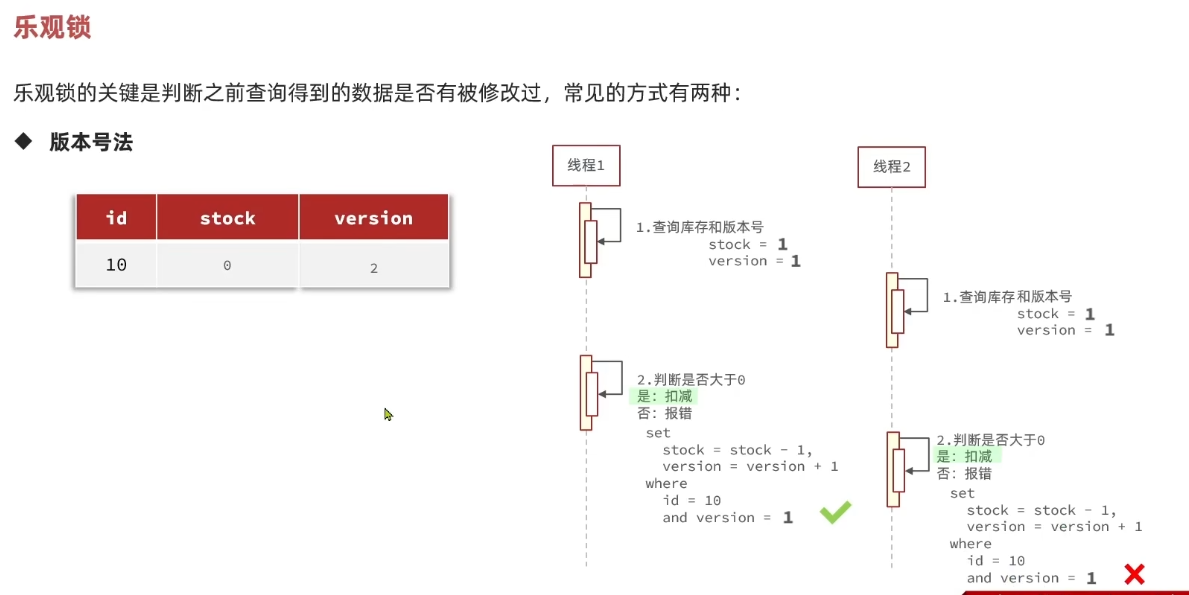 乐观锁
乐观锁的关键是判断之前查询得到的数据是否有被修改过，常见的方式有两种：
◆ 版本号法
id stock version
10 0 2
线程1
1.查询库存和版本号
stock = 1
version = 1
2.判断是否大于0
是：扣减
否：报错
set
stock = stock - 1,
version = version + 1
where
id = 10
and version = 1
线程2
1.查询库存和版本号
stock = 1
version = 1
2.判断是否大于0
是：扣减
否：报错
set
stock = stock - 1,
version = version + 1
where
id = 10
and version = 1